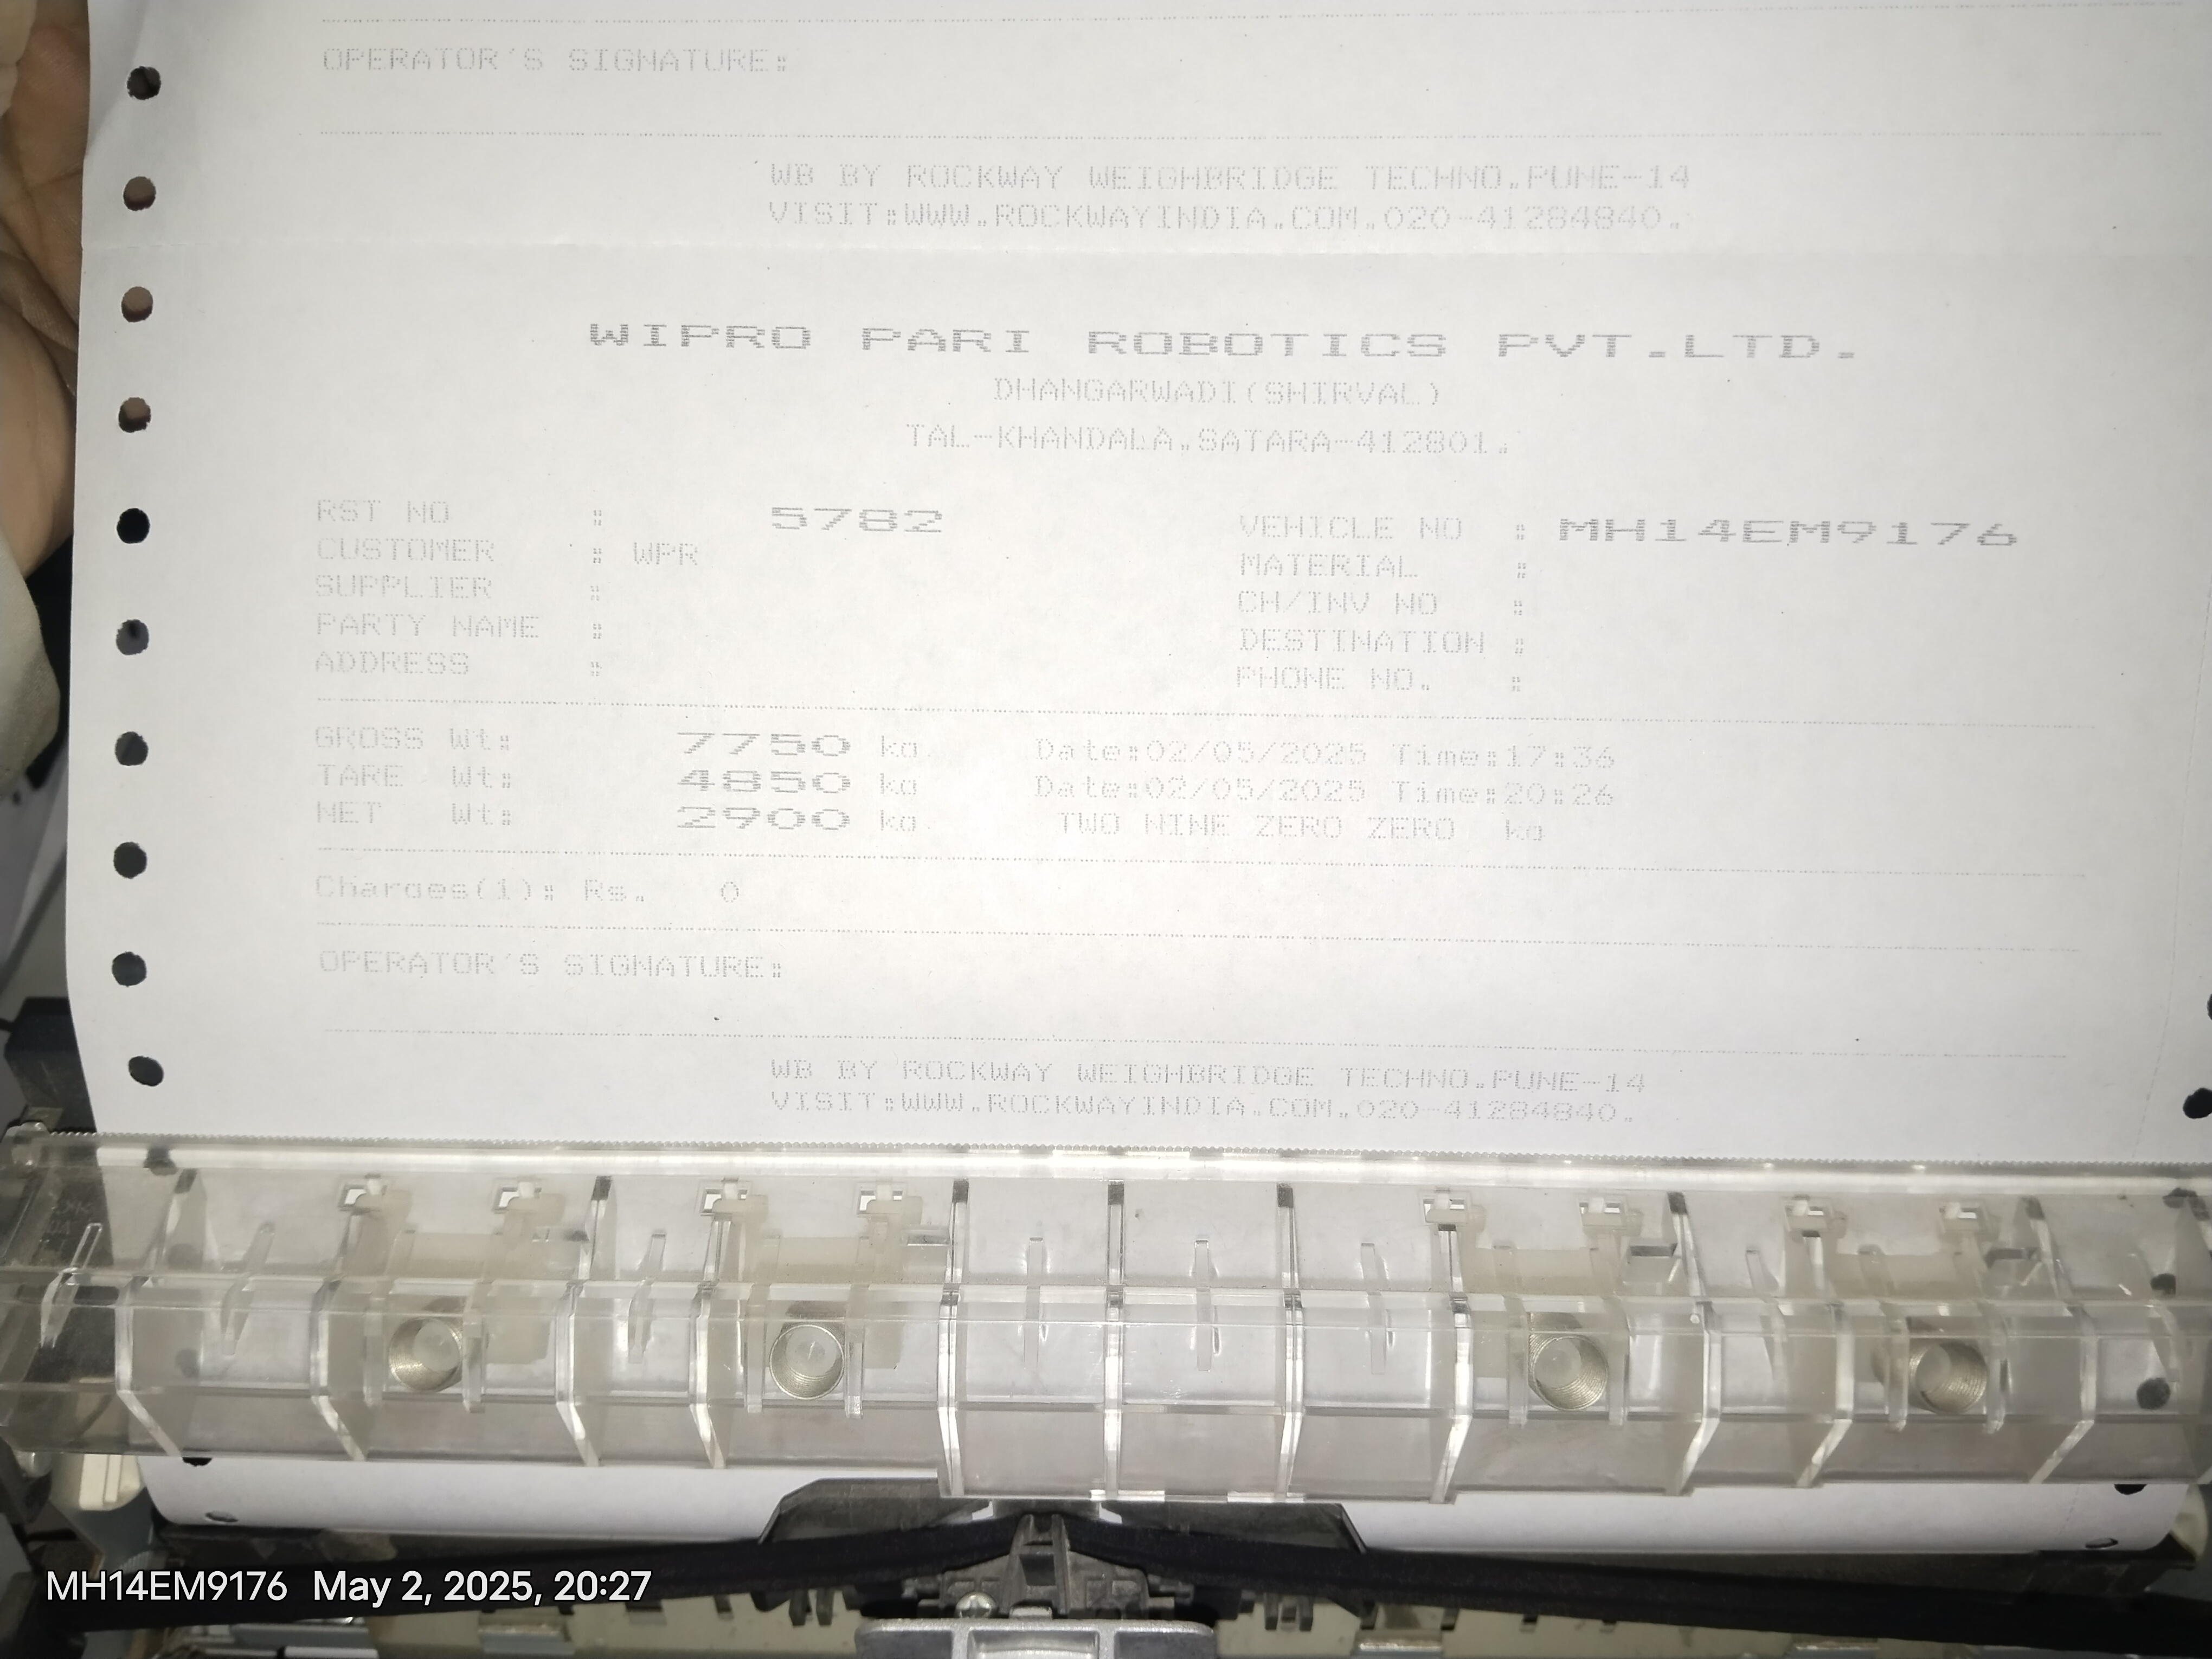 OPERATOR'S SIGNATURE:
WB BY ROCKWAY WEIGHBRIDGE TECHNO.PUNE-14
VISIT:WWW.ROCKWAYINDIA.COM.020-41284840.
WIPRO PARI ROBOTICS PVT.LTD.
DHANGARWADI(SHIRVAL)
TAL-KHANDALA.SATARA-412801.
RST NO : 5782 VEHICLE NO : MH14EM9176
CUSTOMER : WPR MATERIAL :
SUPPLIER : CH/INV NO :
PARTY NAME : DESTINATION :
ADDRESS : PHONE NO. :
GROSS Wt: 7750 kg Date:02/05/2025 Time:17:36
TARE Wt: 4850 kg Date:02/05/2025 Time:20:26
NET Wt: 2900 kg TWO NINE ZERO ZERO kg
Charges(1): Rs. 0
OPERATOR'S SIGNATURE:
WB BY ROCKWAY WEIGHBRIDGE TECHNO.PUNE-14
VISIT:WWW.ROCKWAYINDIA.COM.020-41284840.
MH14EM9176 May 2, 2025, 20:27